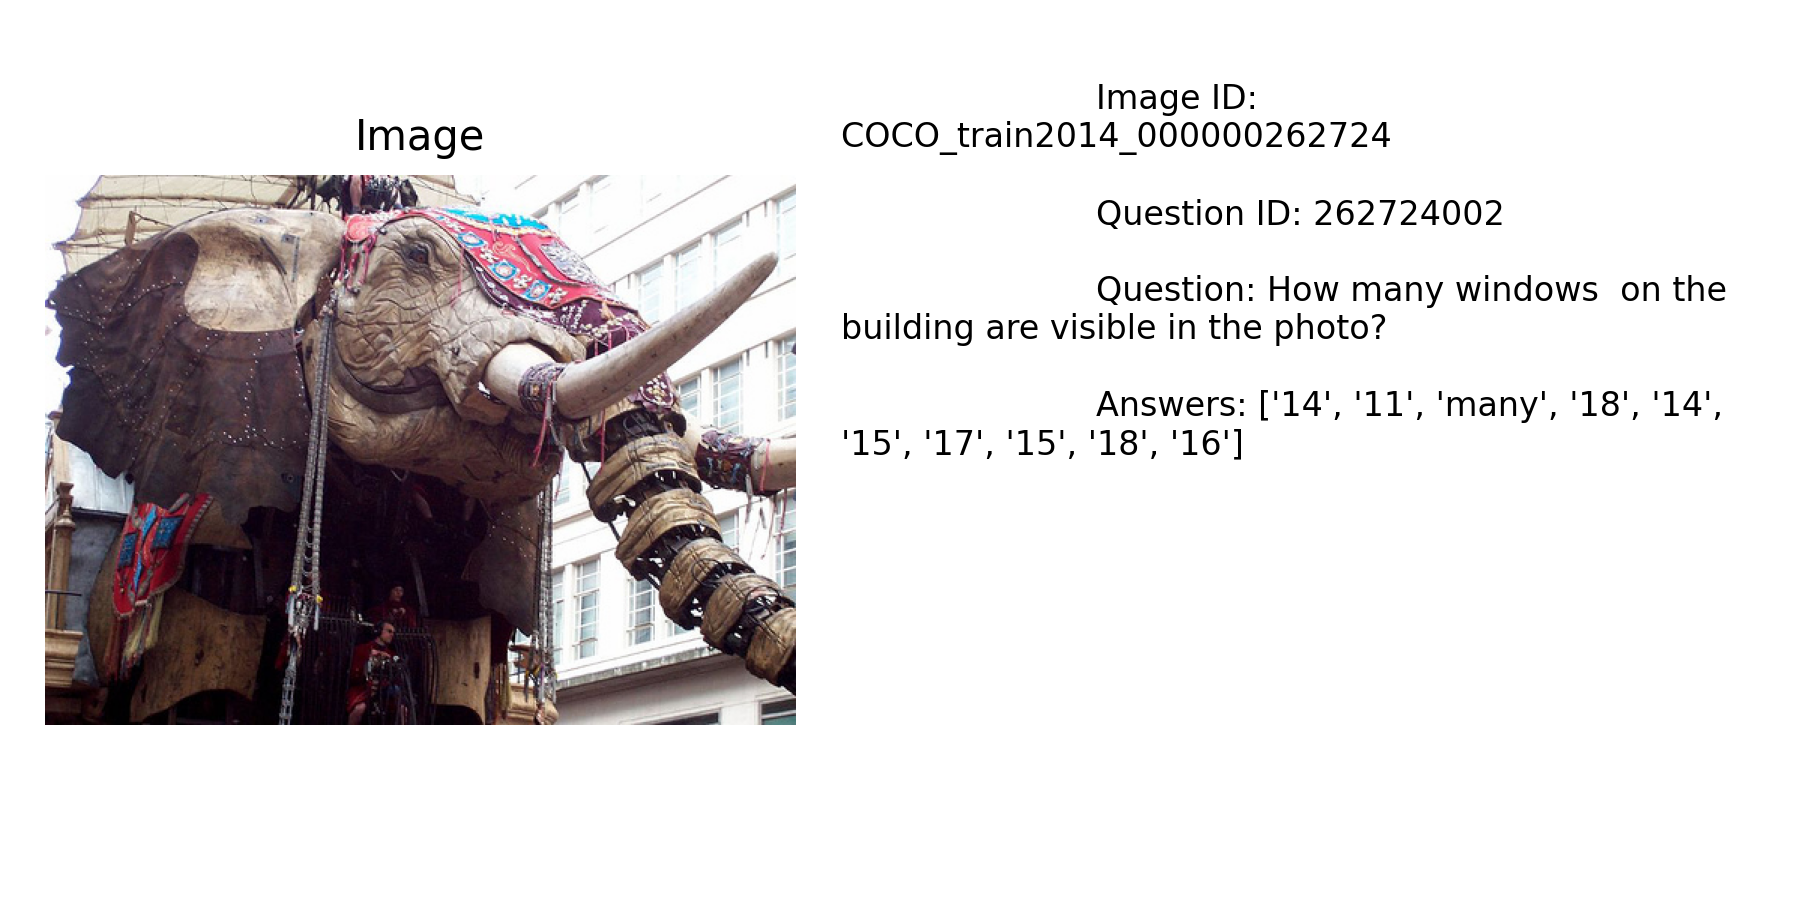 Image
Image ID:
COCO_train2014_000000262724
Question ID: 262724002
Question: How many windows  on the
building are visible in the photo?
Answers: ['14', '11', 'many', '18', '14',
'15', '17', '15', '18', '16']